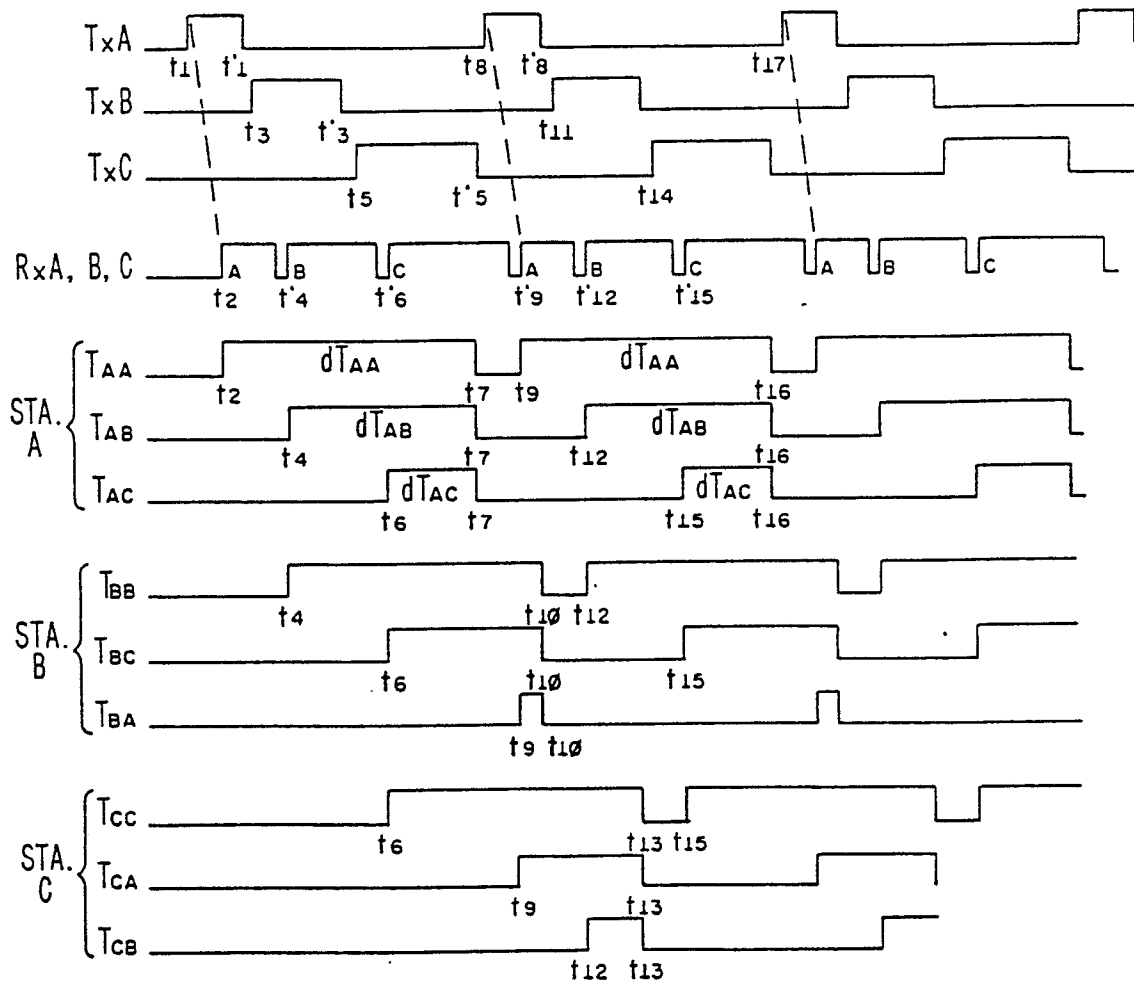 TxA
t1 t'1 t8 t'8 t17
TxB
t3 t'3 t11
TxC
t5 t'5 t14
RxA, B, C
A B C A B C A B C
t2 t'4 t'6 t'9 t'12 t'15
STA. A
TAA
dTAA dTAA
t2 t7 t9 t16
TAB
dTAB dTAB
t4 t7 t12 t16
TAC
dTAC dTAC
t6 t7 t15 t16
STA. B
TBB
t4 t1Ø t12
TBC
t6 t1Ø t15
TBA
t9 t1Ø
STA. C
TCC
t6 t13 t15
TCA
t9 t13
TCB
t12 t13